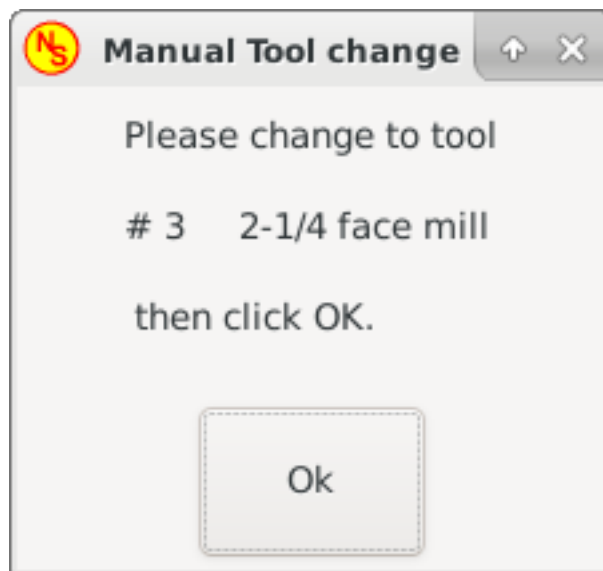 NS Manual Tool change
Please change to tool
# 3 2-1/4 face mill
then click OK.
Ok